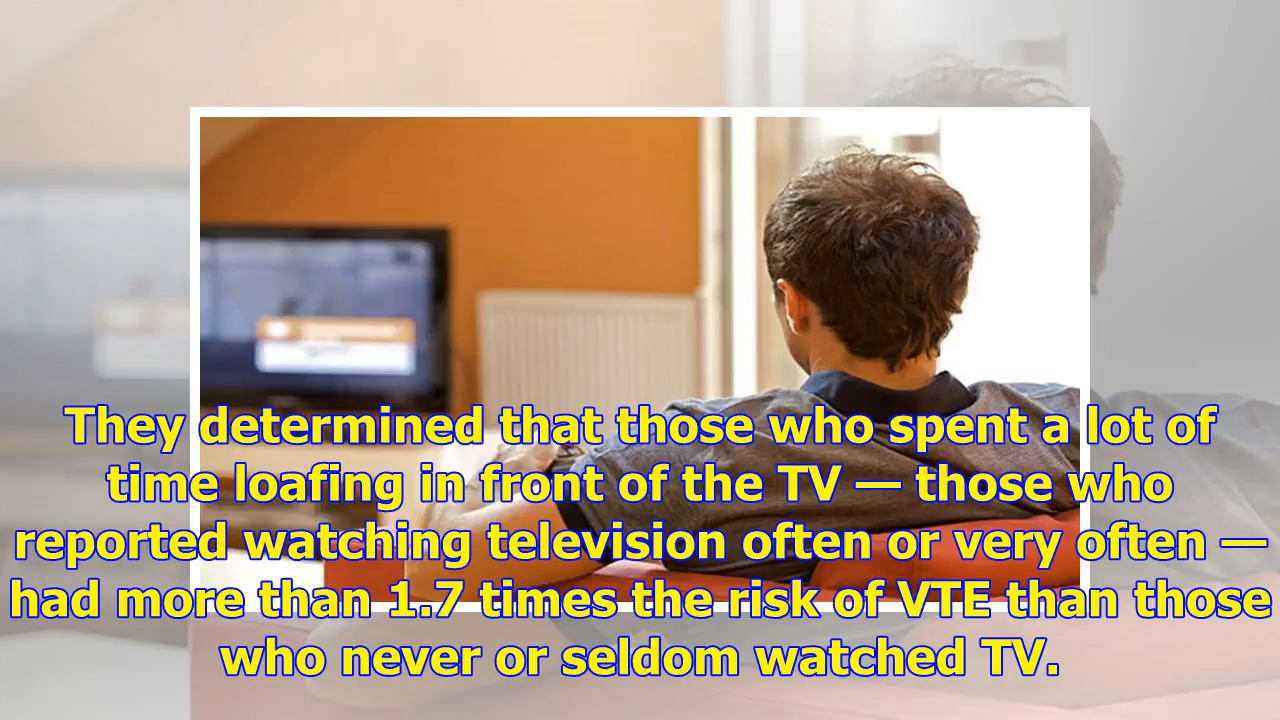 They determined that those who spent a lot of
time loafing in front of the TV — those who
reported watching television often or very often —
had more than 1.7 times the risk of VTE than those
who never or seldom watched TV.